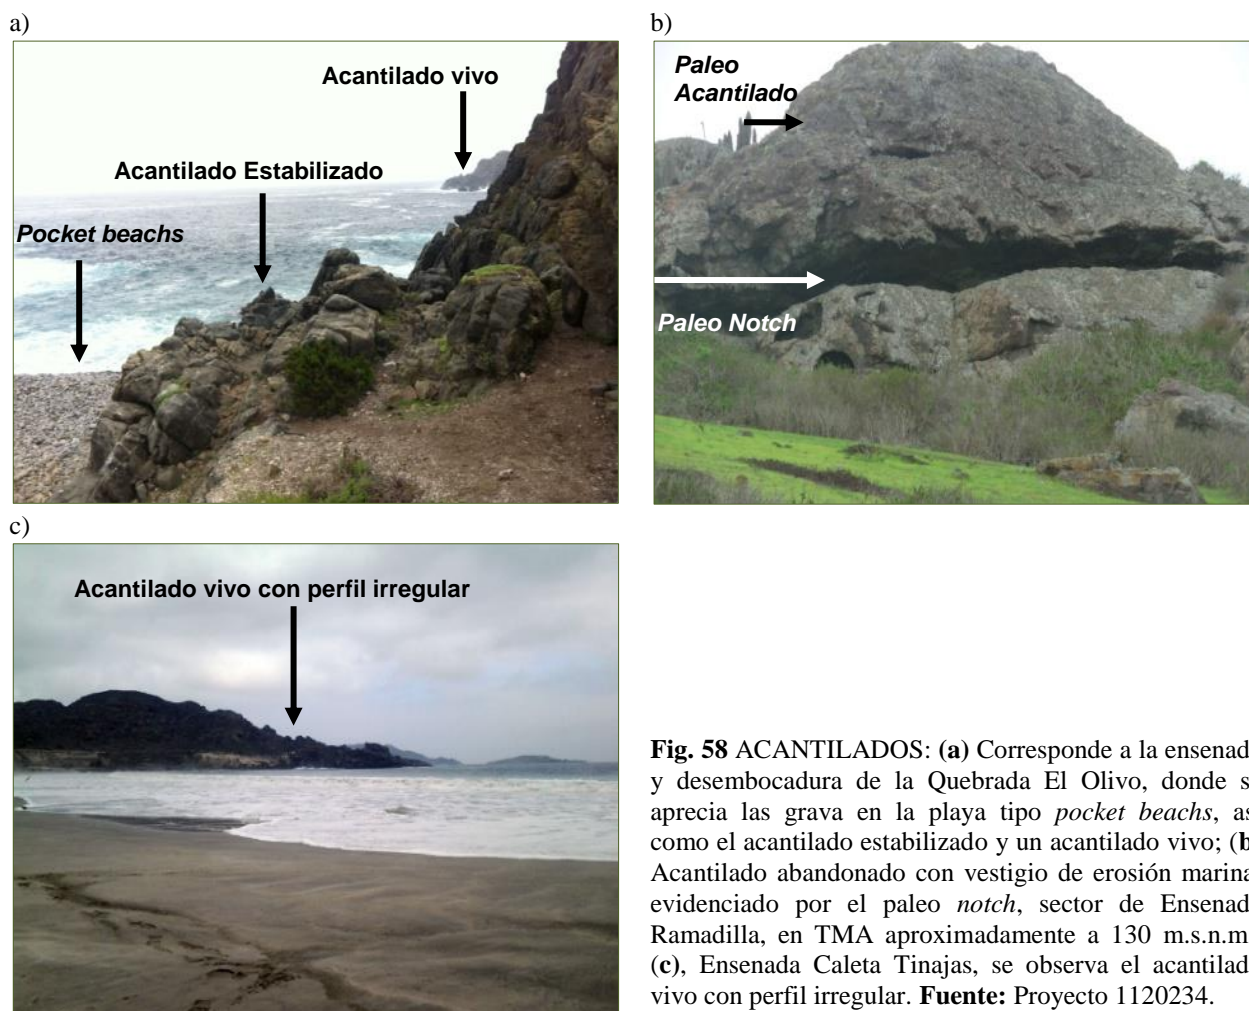 a)
b)
Acantilado vivo
Acantilado Estabilizado
Pocket beachs
Paleo
Acantilado
Paleo Notch
c)
Acantilado vivo con perfil irregular
Fig. 58 ACANTILADOS: (a) Corresponde a la ensenad
y desembocadura de la Quebrada El Olivo, donde s
aprecia las grava en la playa tipo pocket beachs, as
como el acantilado estabilizado y un acantilado vivo; (b
Acantilado abandonado con vestigio de erosión marina
evidenciado por el paleo notch, sector de Ensenad
Ramadilla, en TMA aproximadamente a 130 m.s.n.m.
(c), Ensenada Caleta Tinajas, se observa el acantilad
vivo con perfil irregular. Fuente: Proyecto 1120234.